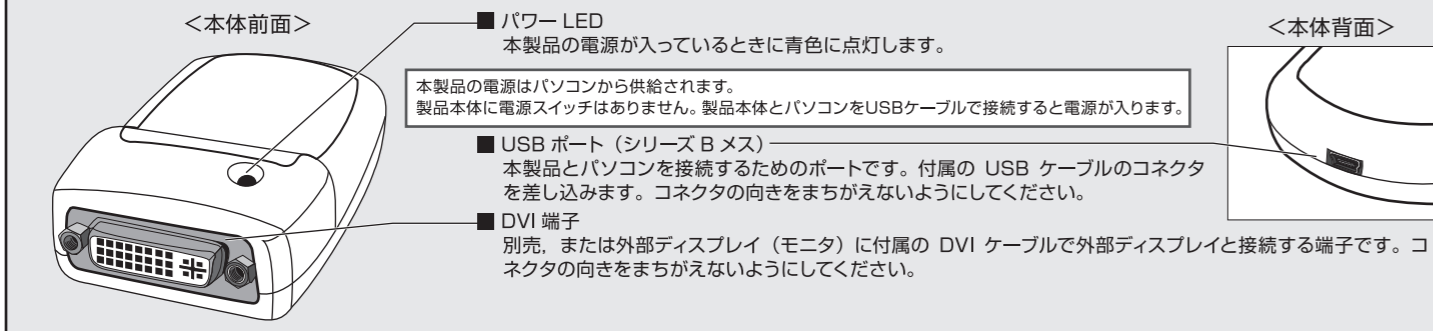 ＜本体前面＞
■ パワー LED
本製品の電源が入っているときに青色に点灯します。
本製品の電源はパソコンから供給されます。
製品本体に電源スイッチはありません。製品本体とパソコンをUSBケーブルで接続すると電源が入ります。
■ USB ポート（シリーズ B メス）
本製品とパソコンを接続するためのポートです。付属の USB ケーブルのコネクタ
を差し込みます。コネクタの向きをまちがえないようにしてください。
■ DVI 端子
別売，または外部ディスプレイ（モニタ）に付属の DVI ケーブルで外部ディスプレイと接続する端子です。コ
ネクタの向きをまちがえないようにしてください。
＜本体背面＞